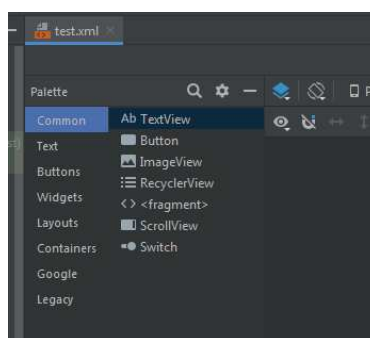 test.xml
Palette
Common
Text
Buttons
Widgets
Layouts
Containers
Google
Legacy
Ab TextView
Button
ImageView
RecyclerView
<> <fragment>
ScrollView
Switch